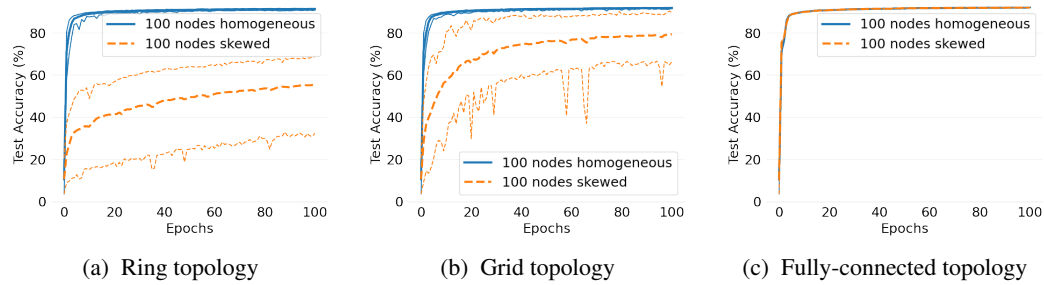 80
60
40
20
0
Test Accuracy (%)
0 20 40 60 80 100
Epochs
100 nodes homogeneous
100 nodes skewed
(a) Ring topology
80
60
40
20
0
Test Accuracy (%)
0 20 40 60 80 100
Epochs
100 nodes homogeneous
100 nodes skewed
(b) Grid topology
80
60
40
20
0
Test Accuracy (%)
0 20 40 60 80 100
Epochs
100 nodes homogeneous
100 nodes skewed
(c) Fully-connected topology